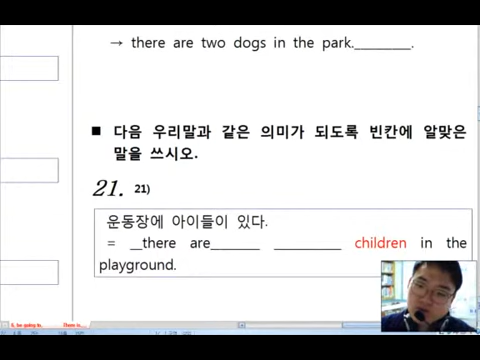 → there are two dogs in the park.________.
■ 다음 우리말과 같은 의미가 되도록 빈칸에 알맞은
말을 쓰시오.
21. 21)
운동장에 아이들이 있다.
= __there are_______ __________ children in the
playground.